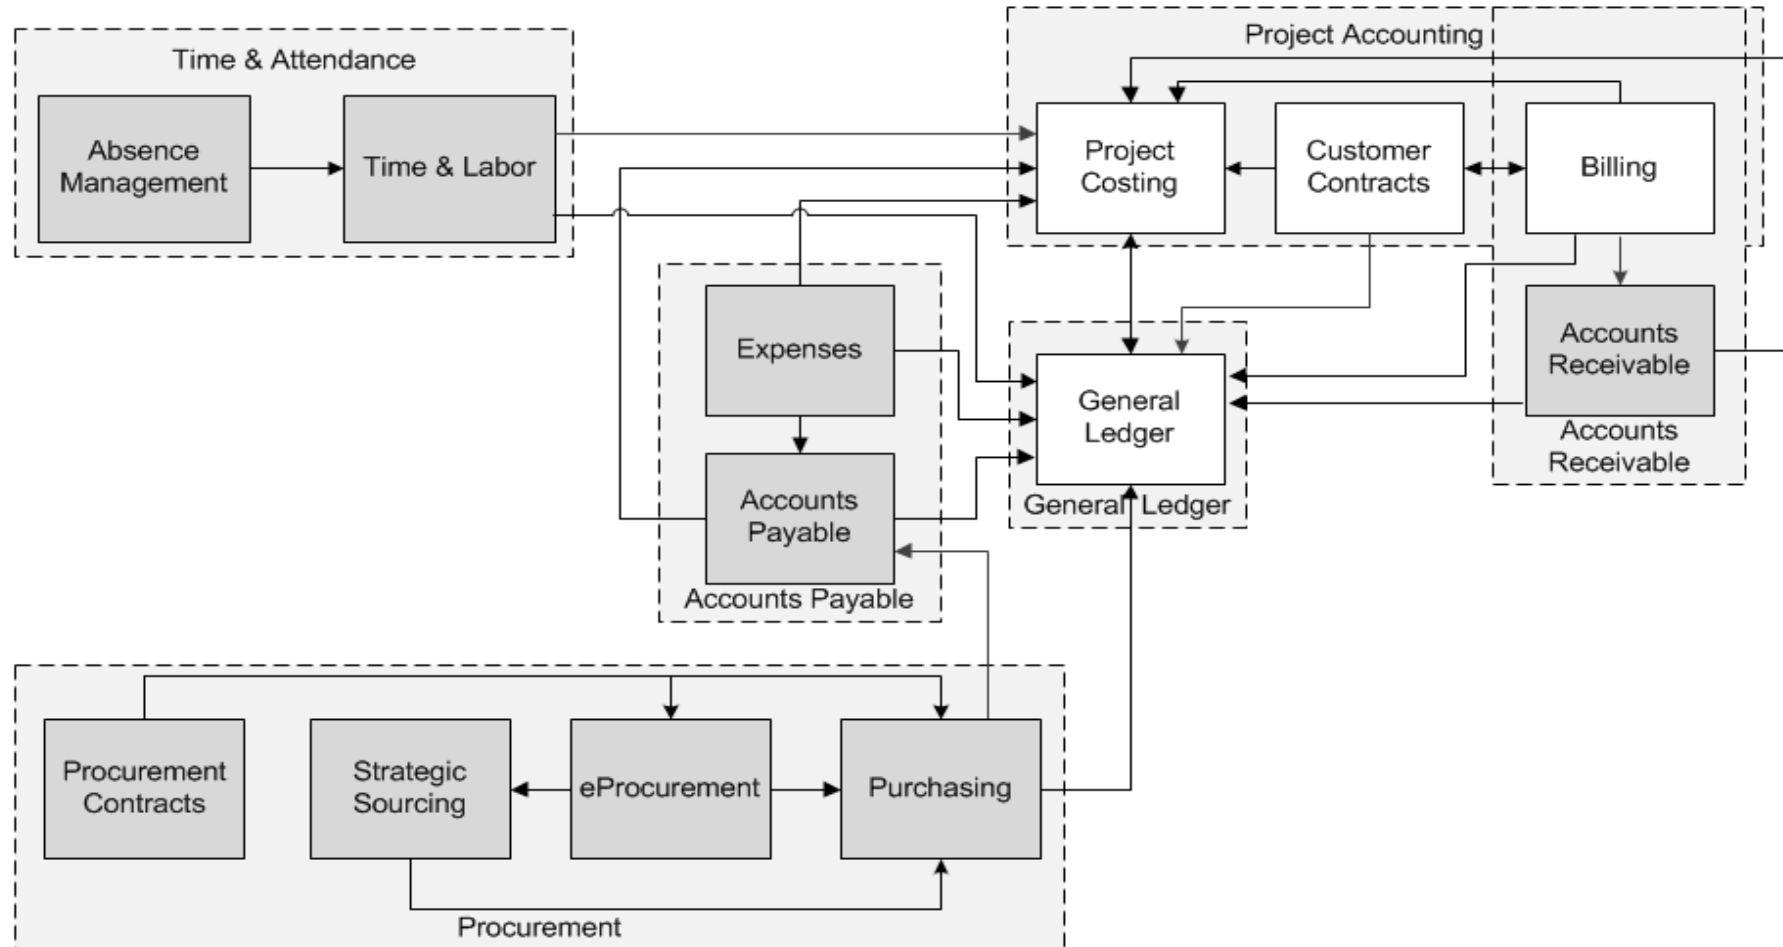 Time & Attendance
Absence
Management
Time & Labor
Project Accounting
Project
Costing
Customer
Contracts
Billing
Expenses
Accounts
Payable
Accounts Payable
General
Ledger
General Ledger
Accounts
Receivable
Accounts
Receivable
Procurement
Contracts
Strategic
Sourcing
eProcurement
Purchasing
Procurement